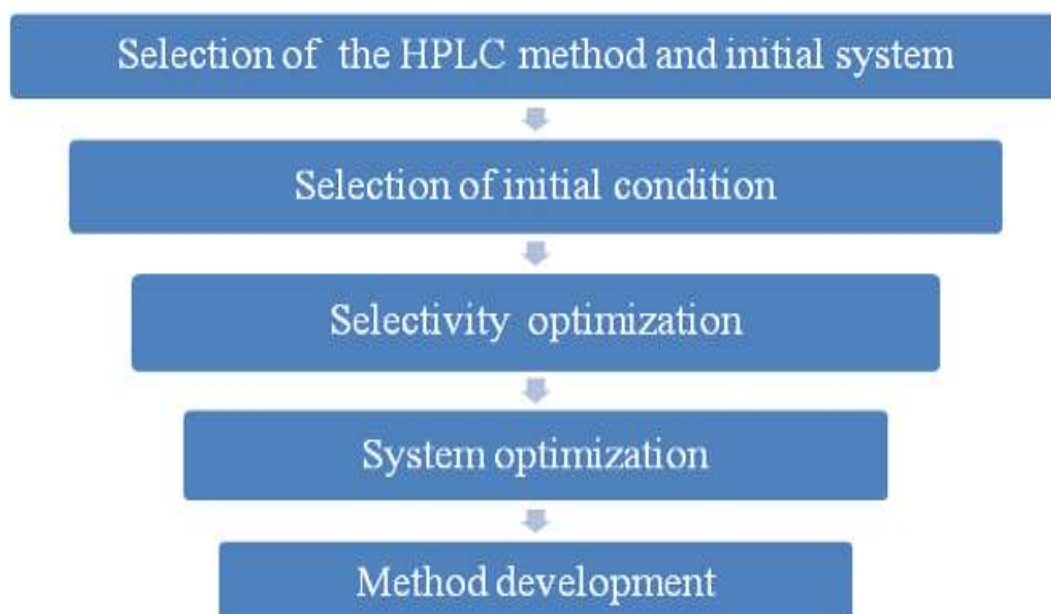 Selection of the HPLC method and initial system
Selection of initial condition
Selectivity optimization
System optimization
Method development